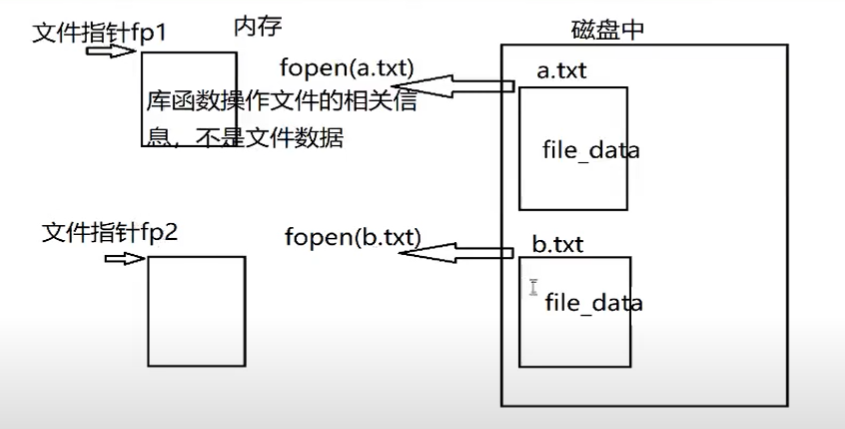 文件指针fp1
内存
磁盘中
fopen(a.txt)
a.txt
库函数操作文件的相关信
息，不是文件数据
file_data
文件指针fp2
fopen(b.txt)
b.txt
file_data